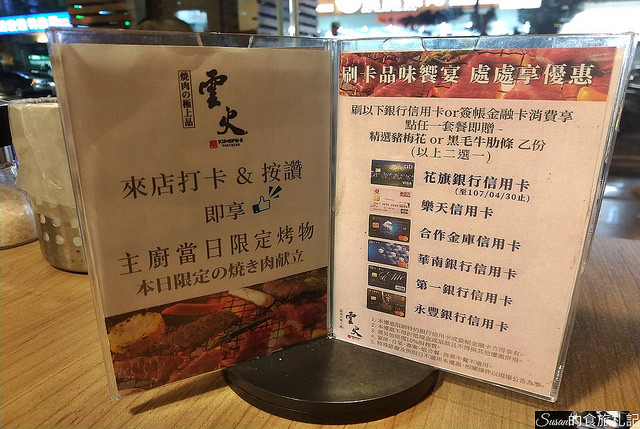 燒肉の極上品
雲火
來店打卡 & 按讚
即享
主廚當日限定烤物
本日限定の焼き肉献立
刷卡品味饗宴 處處享優惠
刷以下銀行信用卡or簽帳金融卡消費享
點任一套餐即贈-
精選豬梅花 or 黑毛牛肋條 乙份
(以上二選一)
花旗銀行信用卡
(至107/04/30止)
樂天信用卡
合作金庫信用卡
華南銀行信用卡
第一銀行信用卡
永豐銀行信用卡
雲火
Susan的食旅札記